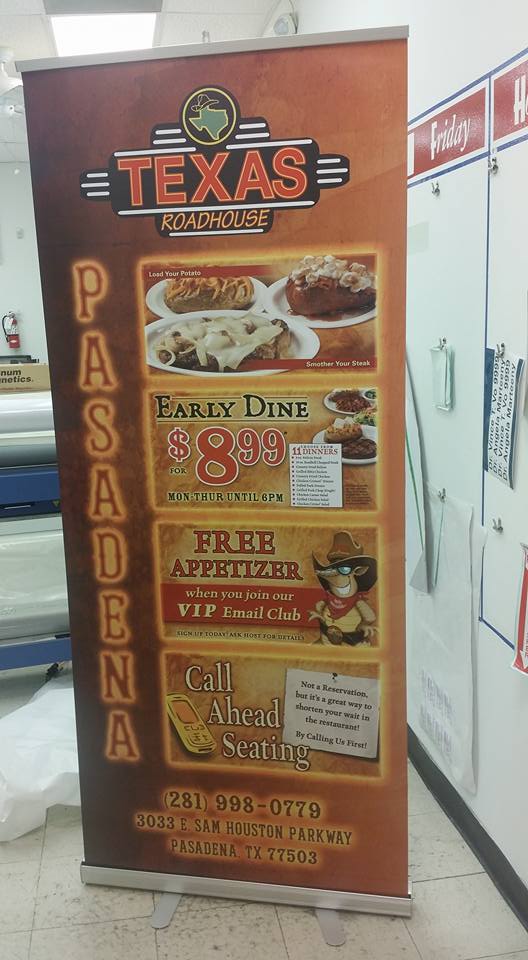 TEXAS
ROADHOUSE
PASADENA
Load Your Potato
Smother Your Steak
EARLY DINE
$8.99*
FOR
11 CHOOSE FROM
DINNERS
MON-THUR UNTIL 6PM
FREE
APPETIZER
when you join our
VIP Email Club
SIGN UP TODAY! ASK HOST FOR DETAILS
Call
Ahead
Seating
Not a Reservation,
but it's a great way to
shorten your wait in
the restaurant!
By Calling Us First!
(281) 998-0779
3033 E. SAM HOUSTON PARKWAY
PASADENA, TX 77503
Friday